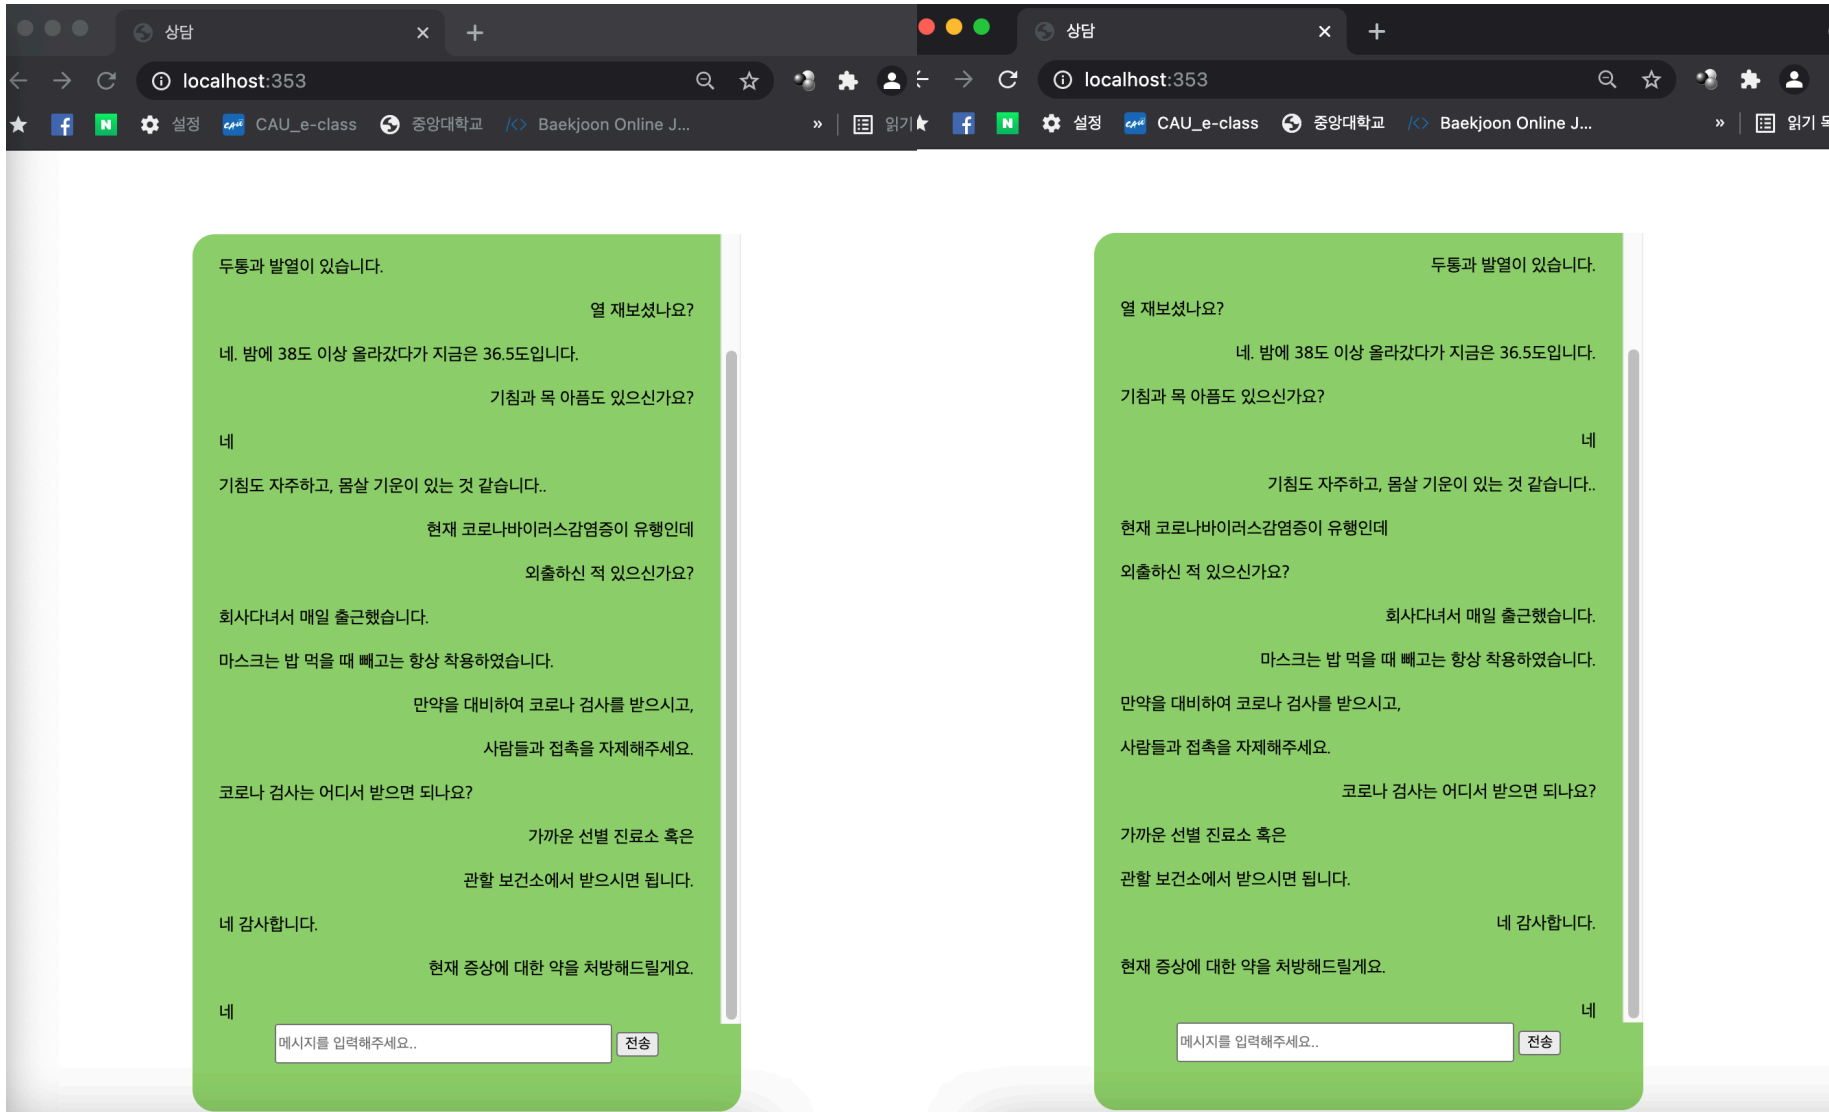 상담
localhost:353
설정 CAU_e-class 중앙대학교 Baekjoon Online J... » 읽기
두통과 발열이 있습니다.
열 재보셨나요?
네. 밤에 38도 이상 올라갔다가 지금은 36.5도입니다.
기침과 목 아픔도 있으신가요?
네
기침도 자주하고, 몸살 기운이 있는 것 같습니다..
현재 코로나바이러스감염증이 유행인데
외출하신 적 있으신가요?
회사다녀서 매일 출근했습니다.
마스크는 밥 먹을 때 빼고는 항상 착용하였습니다.
만약을 대비하여 코로나 검사를 받으시고,
사람들과 접촉을 자제해주세요.
코로나 검사는 어디서 받으면 되나요?
가까운 선별 진료소 혹은
관할 보건소에서 받으시면 됩니다.
네 감사합니다.
현재 증상에 대한 약을 처방해드릴게요.
네
메시지를 입력해주세요.. 전송
상담
localhost:353
설정 CAU_e-class 중앙대학교 Baekjoon Online J... » 읽기
두통과 발열이 있습니다.
열 재보셨나요?
네. 밤에 38도 이상 올라갔다가 지금은 36.5도입니다.
기침과 목 아픔도 있으신가요?
네
기침도 자주하고, 몸살 기운이 있는 것 같습니다..
현재 코로나바이러스감염증이 유행인데
외출하신 적 있으신가요?
회사다녀서 매일 출근했습니다.
마스크는 밥 먹을 때 빼고는 항상 착용하였습니다.
만약을 대비하여 코로나 검사를 받으시고,
사람들과 접촉을 자제해주세요.
코로나 검사는 어디서 받으면 되나요?
가까운 선별 진료소 혹은
관할 보건소에서 받으시면 됩니다.
네 감사합니다.
현재 증상에 대한 약을 처방해드릴게요.
네
메시지를 입력해주세요.. 전송